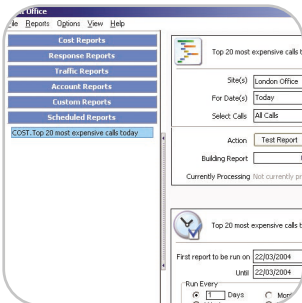 Office
File Reports Options View Help
Cost Reports
Response Reports
Traffic Reports
Account Reports
Custom Reports
Scheduled Reports
COST.Top 20 most expensive calls today
Top 20 most expensive calls t
Site(s) London Office
For Date(s) Today
Select Calls All Calls
Action Test Report
Building Report
Currently Processing Not currently pr
Top 20 most expensive calls t
First report to be run on 22/03/2004
Until 22/03/2004
Run Every
1 Days Mon